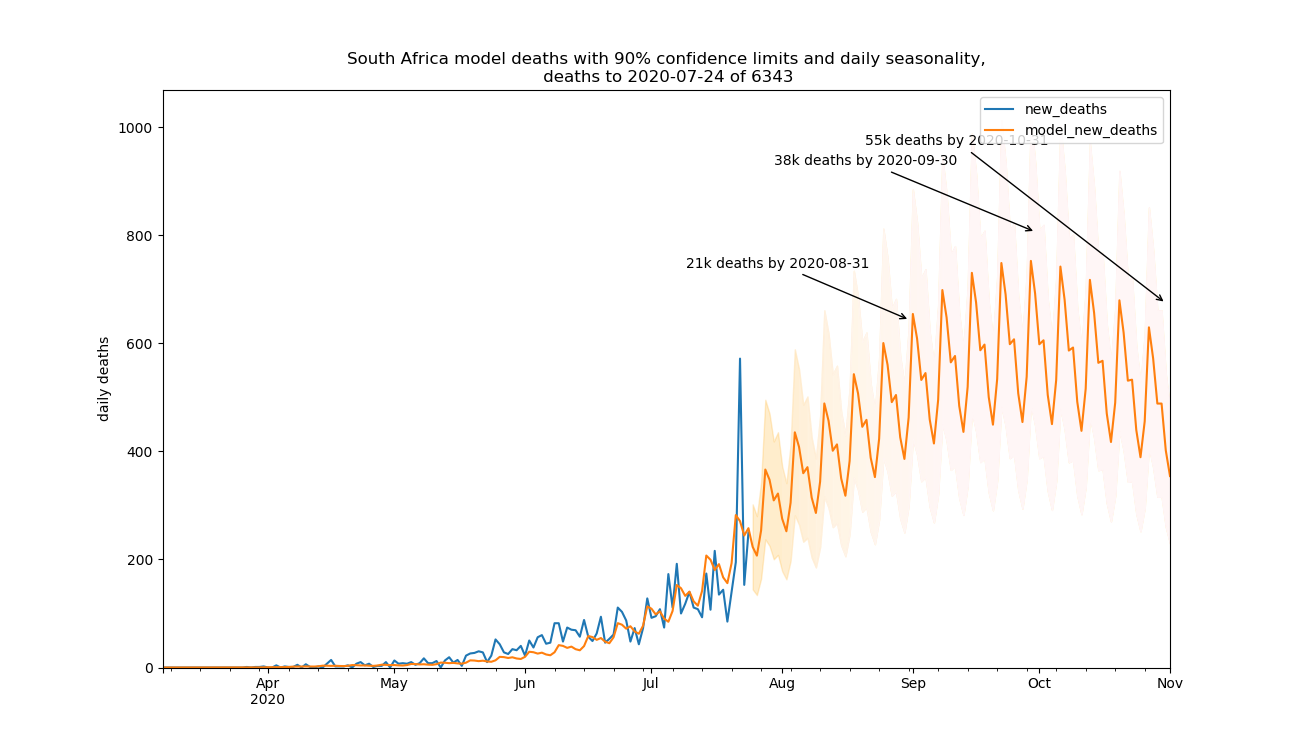 South Africa model deaths with 90% confidence limits and daily seasonality,
deaths to 2020-07-24 of 6343
new_deaths
model_new_deaths
55k deaths by 2020-10-31
38k deaths by 2020-09-30
21k deaths by 2020-08-31
daily deaths
1000
800
600
400
200
0
Apr
2020
May
Jun
Jul
Aug
Sep
Oct
Nov